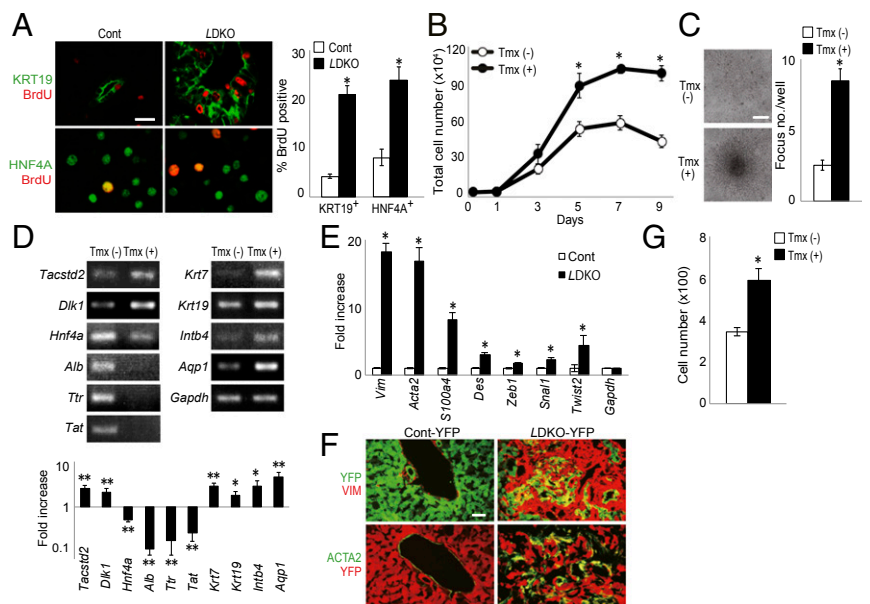 A
Cont
LDKO
KRT19
BrdU
HNF4A
BrdU
Cont
LDKO
% BrdU positive
30
20
10
0
*
*
KRT19+
HNF4A+
B
Total cell number (x10⁴)
120
90
60
30
0
Tmx (-)
Tmx (+)
*
*
*
0 1 3 5 7 9
Days
C
Tmx
(-)
Tmx
(+)
Tmx (-)
Tmx (+)
Focus no./well
10
5
0
*
D
Tmx (-) Tmx (+)
Tacstd2
Dlk1
Hnf4a
Alb
Ttr
Tat
Tmx (-) Tmx (+)
Krt7
Krt19
Intb4
Aqp1
Gapdh
Fold increase
10
1
0.1
** ** ** ** ** ** ** * * **
Tacstd2 Dlk1 Hnf4a Alb Ttr Tat Krt7 Krt19 Intb4 Aqp1
E
Fold increase
20
10
0
Cont
LDKO
* * * * * * *
Vim Acta2 S100a4 Des Zeb1 Snal1 Twist2 Gapdh
F
Cont-YFP
LDKO-YFP
YFP
VIM
ACTA2
YFP
G
Tmx (-)
Tmx (+)
Cell number (x100)
8
6
4
2
0
*